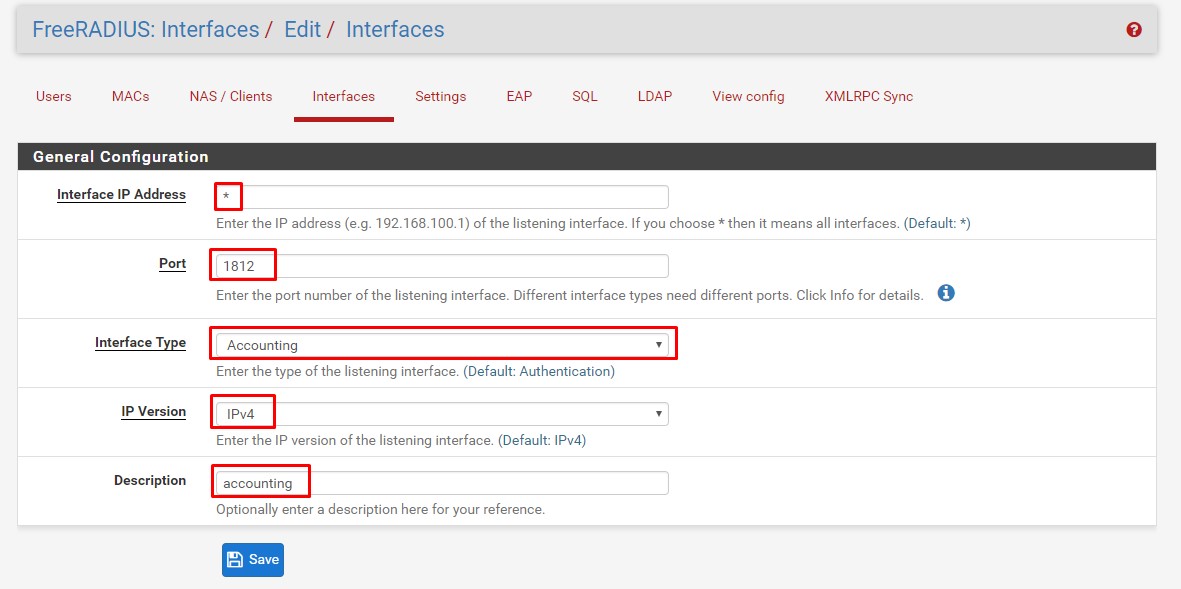 FreeRADIUS: Interfaces / Edit / Interfaces
Users MACs NAS / Clients Interfaces Settings EAP SQL LDAP View config XMLRPC Sync
General Configuration
Interface IP Address *
Enter the IP address (e.g. 192.168.100.1) of the listening interface. If you choose * then it means all interfaces. (Default: *)
Port 1812
Enter the port number of the listening interface. Different interface types need different ports. Click Info for details.
Interface Type Accounting
Enter the type of the listening interface. (Default: Authentication)
IP Version IPv4
Enter the IP version of the listening interface. (Default: IPv4)
Description accounting
Optionally enter a description here for your reference.
Save